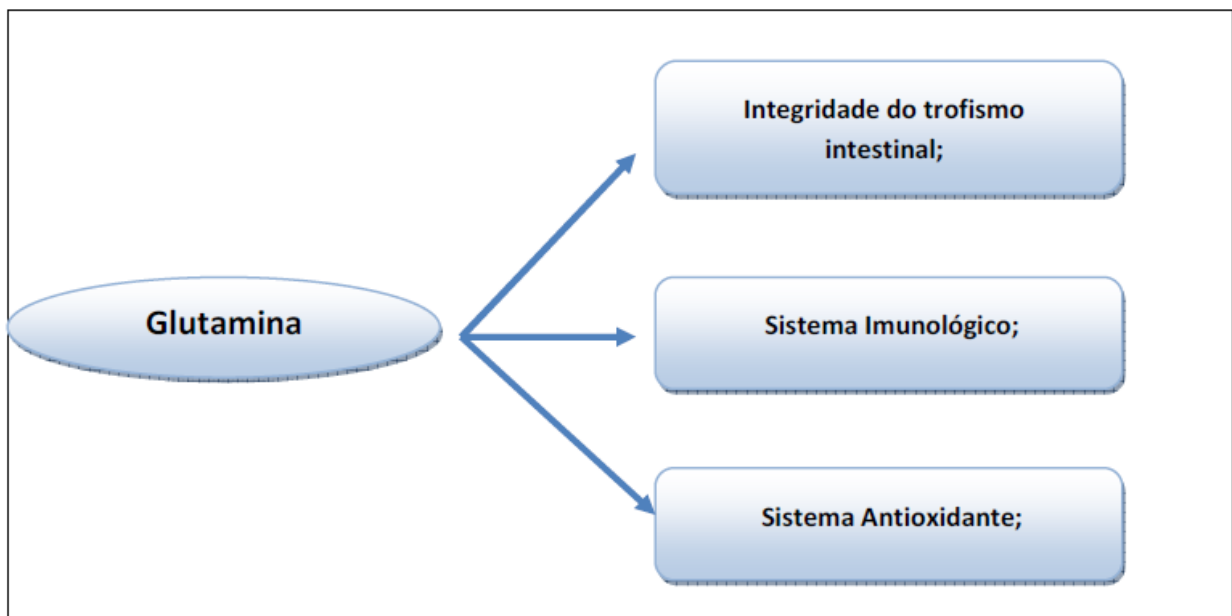 Glutamina
Integridade do trofismo
intestinal;
Sistema Imunológico;
Sistema Antioxidante;